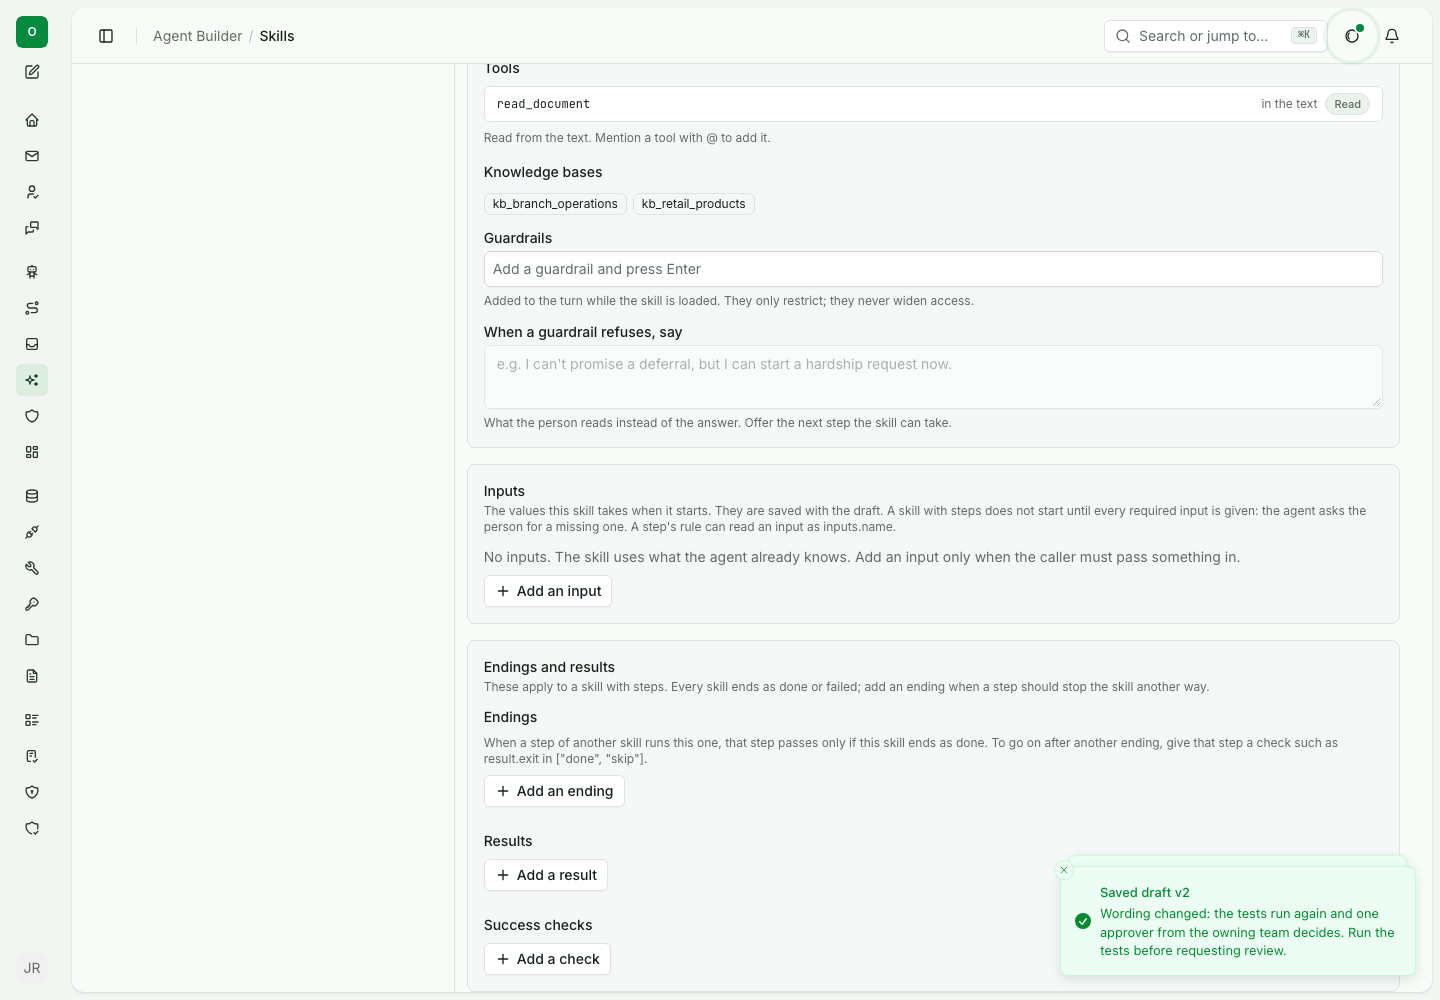 O
Agent Builder / Skills
Search or jump to... ⌘K
Tools
read_document in the text Read
Read from the text. Mention a tool with @ to add it.
Knowledge bases
kb_branch_operations kb_retail_products
Guardrails
Add a guardrail and press Enter
Added to the turn while the skill is loaded. They only restrict; they never widen access.
When a guardrail refuses, say
e.g. I can't promise a deferral, but I can start a hardship request now.
What the person reads instead of the answer. Offer the next step the skill can take.
Inputs
The values this skill takes when it starts. They are saved with the draft. A skill with steps does not start until every required input is given: the agent asks the
person for a missing one. A step's rule can read an input as inputs.name.
No inputs. The skill uses what the agent already knows. Add an input only when the caller must pass something in.
Add an input
Endings and results
These apply to a skill with steps. Every skill ends as done or failed; add an ending when a step should stop the skill another way.
Endings
When a step of another skill runs this one, that step passes only if this skill ends as done. To go on after another ending, give that step a check such as
result.exit in ["done", "skip"].
Add an ending
Results
Add a result
Success checks
Add a check
Saved draft v2
Wording changed: the tests run again and one
approver from the owning team decides. Run the
tests before requesting review.
JR